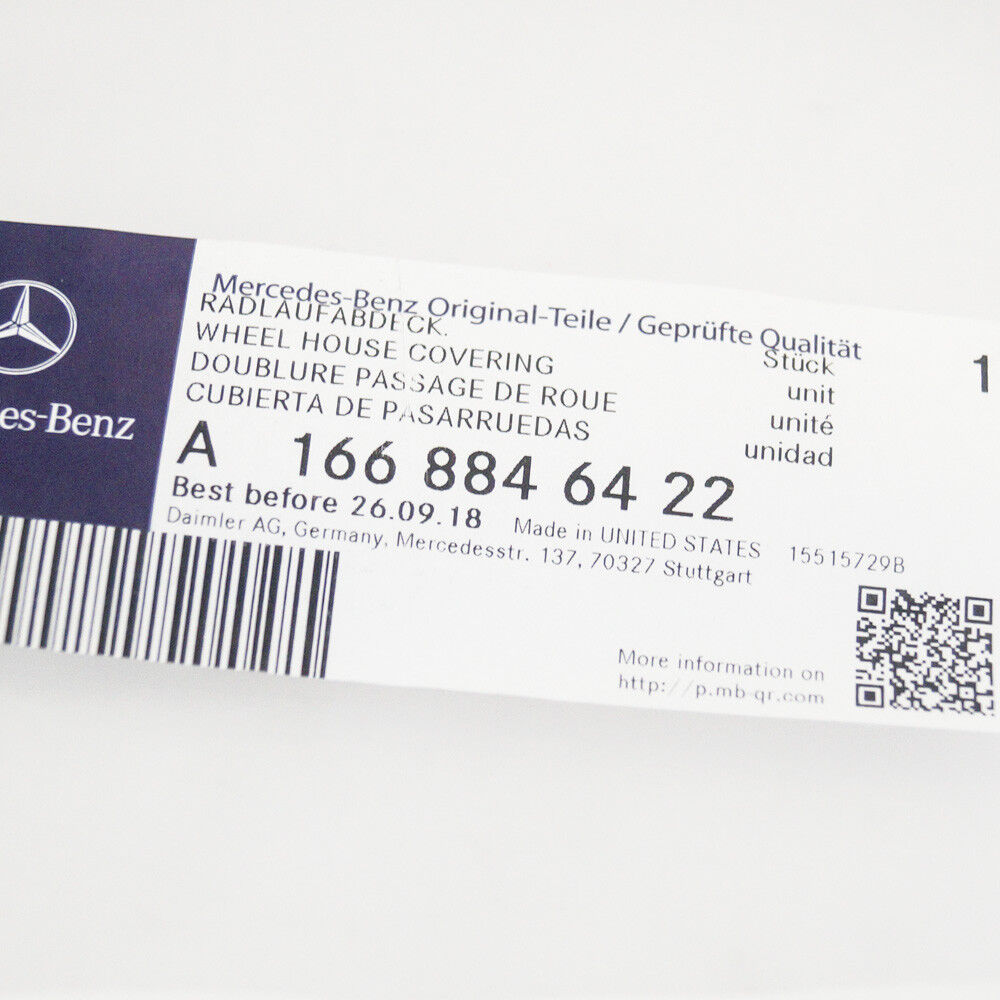 Mercedes-Benz Original-Teile / Geprüfte Qualität
RADLAUFABDECK. Stück 1
WHEEL HOUSE COVERING unit
DOUBLURE PASSAGE DE ROUE unité
CUBIERTA DE PASARRUEDAS unidad
A 166 884 64 22
Best before 26.09.18 Made in UNITED STATES 15515729B
Daimler AG, Germany, Mercedesstr. 137, 70327 Stuttgart
es-Benz
More information on
http://p.mb-qr.com